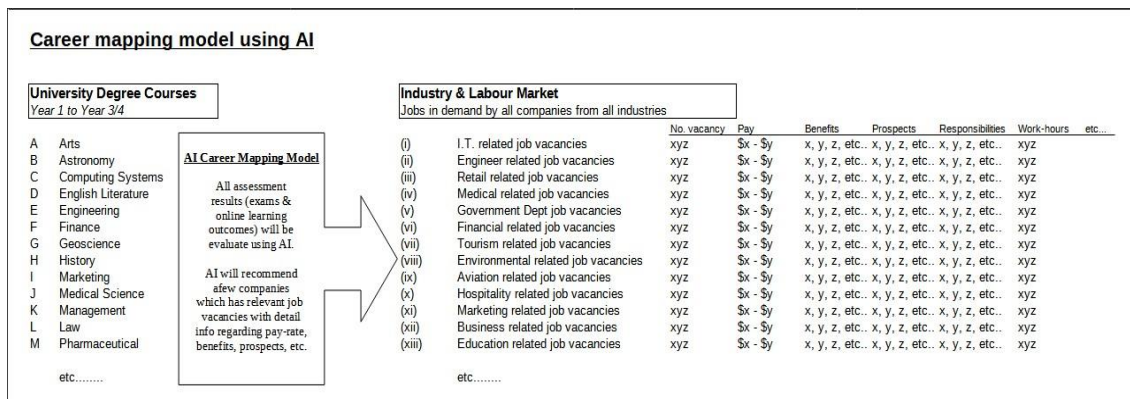 Career mapping model using AI
University Degree Courses
Year 1 to Year 3/4
A Arts
B Astronomy
C Computing Systems
D English Literature
E Engineering
F Finance
G Geoscience
H History
I Marketing
J Medical Science
K Management
L Law
M Pharmaceutical
etc........
AI Career Mapping Model
All assessment
results (exams &
online learning
outcomes) will be
evaluate using AI.
AI will recommend
afew companies
which has relevant job
vacancies with detail
info regarding pay-rate,
benefits, prospects, etc.
Industry & Labour Market
Jobs in demand by all companies from all industries
No. vacancy Pay Benefits Prospects Responsibilities Work-hours etc...
(i) I.T. related job vacancies xyz $x - $y x, y, z, etc.. x, y, z, etc.. x, y, z, etc.. xyz
(ii) Engineer related job vacancies xyz $x - $y x, y, z, etc.. x, y, z, etc.. x, y, z, etc.. xyz
(iii) Retail related job vacancies xyz $x - $y x, y, z, etc.. x, y, z, etc.. x, y, z, etc.. xyz
(iv) Medical related job vacancies xyz $x - $y x, y, z, etc.. x, y, z, etc.. x, y, z, etc.. xyz
(v) Government Dept job vacancies xyz $x - $y x, y, z, etc.. x, y, z, etc.. x, y, z, etc.. xyz
(vi) Financial related job vacancies xyz $x - $y x, y, z, etc.. x, y, z, etc.. x, y, z, etc.. xyz
(vii) Tourism related job vacancies xyz $x - $y x, y, z, etc.. x, y, z, etc.. x, y, z, etc.. xyz
(viii) Environmental related job vacancies xyz $x - $y x, y, z, etc.. x, y, z, etc.. x, y, z, etc.. xyz
(ix) Aviation related job vacancies xyz $x - $y x, y, z, etc.. x, y, z, etc.. x, y, z, etc.. xyz
(x) Hospitality related job vacancies xyz $x - $y x, y, z, etc.. x, y, z, etc.. x, y, z, etc.. xyz
(xi) Marketing related job vacancies xyz $x - $y x, y, z, etc.. x, y, z, etc.. x, y, z, etc.. xyz
(xii) Business related job vacancies xyz $x - $y x, y, z, etc.. x, y, z, etc.. x, y, z, etc.. xyz
(xiii) Education related job vacancies xyz $x - $y x, y, z, etc.. x, y, z, etc.. x, y, z, etc.. xyz
etc........